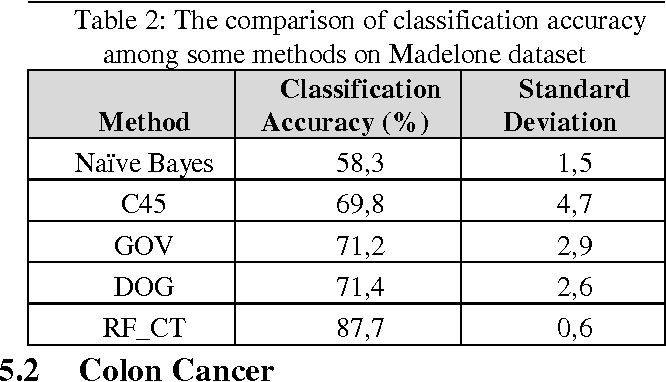 Table 2: The comparison of classification accuracy
among some methods on Madelone dataset
Classification Standard
Method Accuracy (%) Deviation
Naïve Bayes 58,3 1,5
C45 69,8 4,7
GOV 71,2 2,9
DOG 71,4 2,6
RF_CT 87,7 0,6
5.2 Colon Cancer